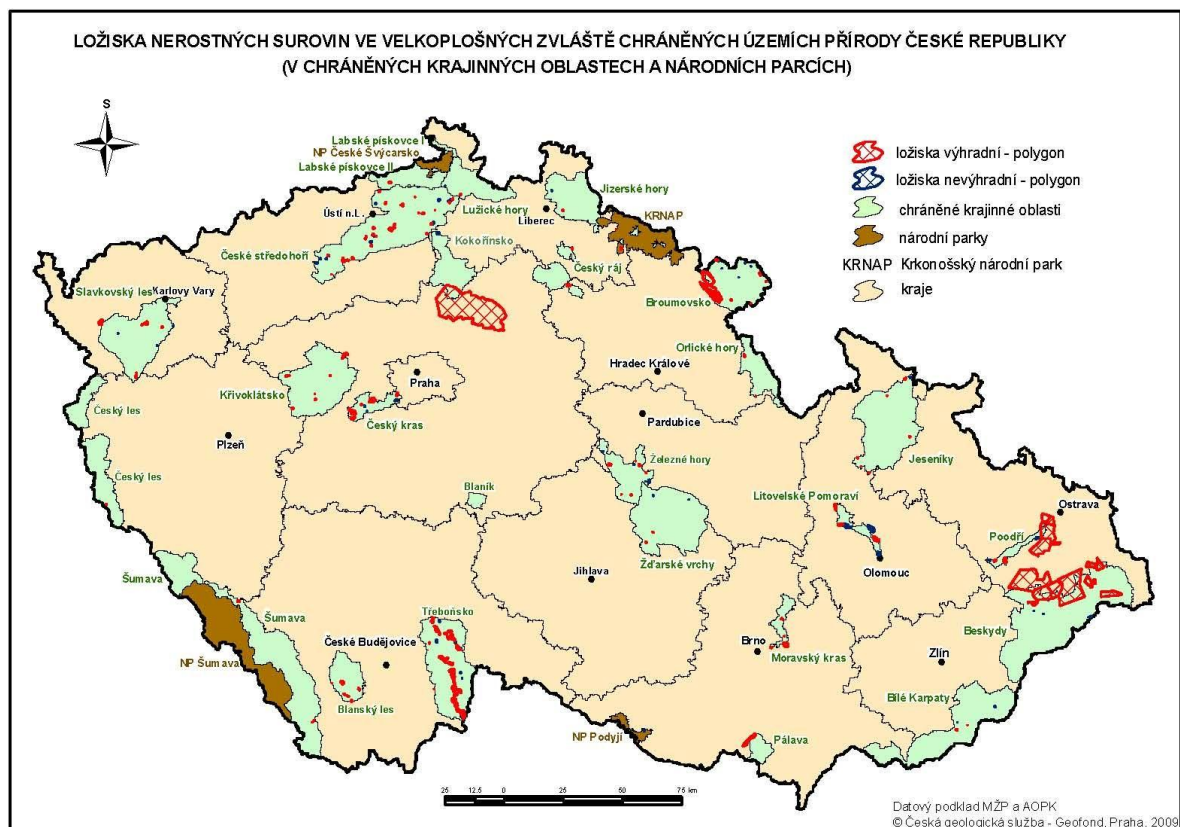 LOŽISKA NEROSTNÝCH SUROVIN VE VELKOPLOŠNÝCH ZVLÁŠTĚ CHRÁNĚNÝCH ÚZEMÍCH PŘÍRODY ČESKÉ REPUBLIKY
(V CHRÁNĚNÝCH KRAJINNÝCH OBLASTECH A NÁRODNÍCH PARCÍCH)
S
ložiska výhradní - polygon
ložiska nevýhradní - polygon
chráněné krajinné oblasti
národní parky
KRNAP Krkonošský národní park
kraje
Labské pískovce I
NP České Švýcarsko
Labské pískovce II
Jizerské hory
Ústí n.L.
Lužické hory
Liberec
KRNAP
České středohoří
Kokořínsko
Český ráj
Slavkovský les
Karlovy Vary
Broumovsko
Orlické hory
Hradec Králové
Praha
Křivoklátsko
Český kras
Pardubice
Český les
Plzeň
Železné hory
Jeseníky
Český les
Blaník
Litovelské Pomoraví
Ostrava
Poodří
Žďárské vrchy
Olomouc
Jihlava
Šumava
Šumava
Třeboňsko
České Budějovice
Beskydy
Brno
Moravský kras
Zlín
NP Šumava
Blanský les
Bílé Karpaty
NP Podyjí
Pálava
25 12.5 0 25 50 75 km
Datový podklad MŽP a AOPK
© Česká geologická služba - Geofond, Praha, 2009